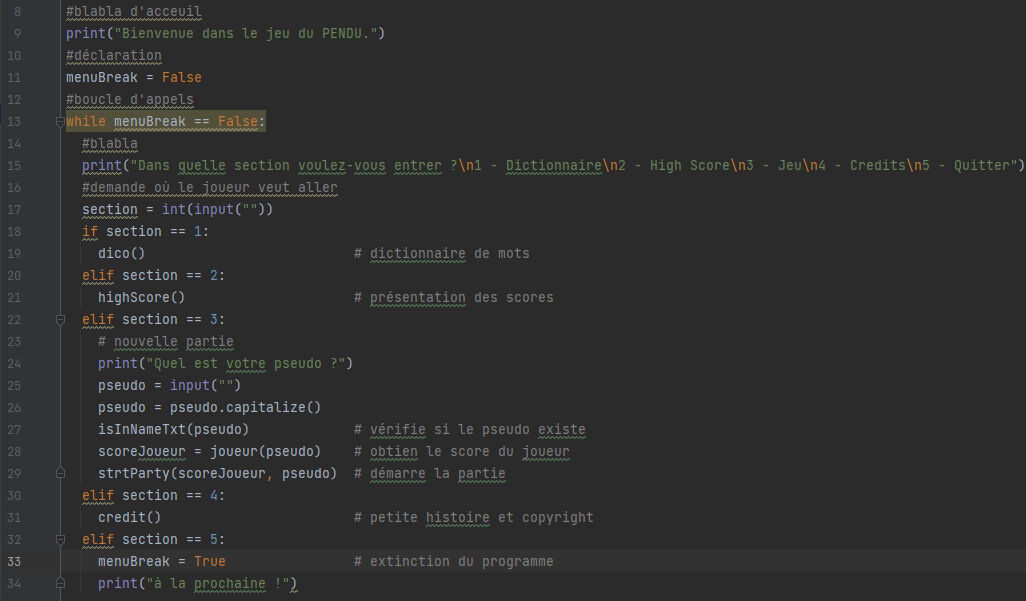 8 #blabla d'acceuil
9 print("Bienvenue dans le jeu du PENDU.")
10 #déclaration
11 menuBreak = False
12 #boucle d'appels
13 while menuBreak == False:
14 #blabla
15 print("Dans quelle section voulez-vous entrer ?\n1 - Dictionnaire\n2 - High Score\n3 - Jeu\n4 - Credits\n5 - Quitter")
16 #demande où le joueur veut aller
17 section = int(input(""))
18 if section == 1:
19 dico() # dictionnaire de mots
20 elif section == 2:
21 highScore() # présentation des scores
22 elif section == 3:
23 # nouvelle partie
24 print("Quel est votre pseudo ?")
25 pseudo = input("")
26 pseudo = pseudo.capitalize()
27 isInNameTxt(pseudo) # vérifie si le pseudo existe
28 scoreJoueur = joueur(pseudo) # obtien le score du joueur
29 strtParty(scoreJoueur, pseudo) # démarre la partie
30 elif section == 4:
31 credit() # petite histoire et copyright
32 elif section == 5:
33 menuBreak = True # extinction du programme
34 print("à la prochaine !")